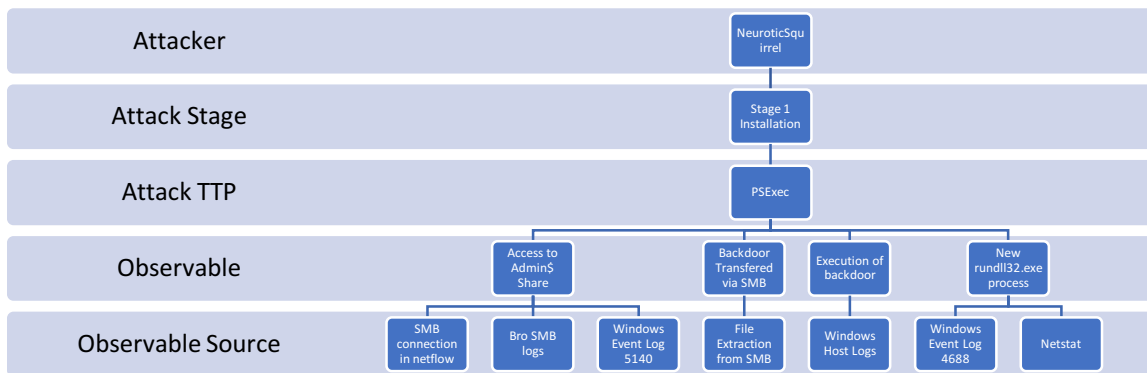 Attacker
NeuroticSqu
irrel
Attack Stage
Stage 1
Installation
Attack TTP
PSExec
Observable
Access to
Admin$
Share
Backdoor
Transfered
via SMB
Execution of
backdoor
New
rundll32.exe
process
Observable Source
SMB
connection
in netflow
Bro SMB
logs
Windows
Event Log
5140
File
Extraction
from SMB
Windows
Host Logs
Windows
Event Log
4688
Netstat